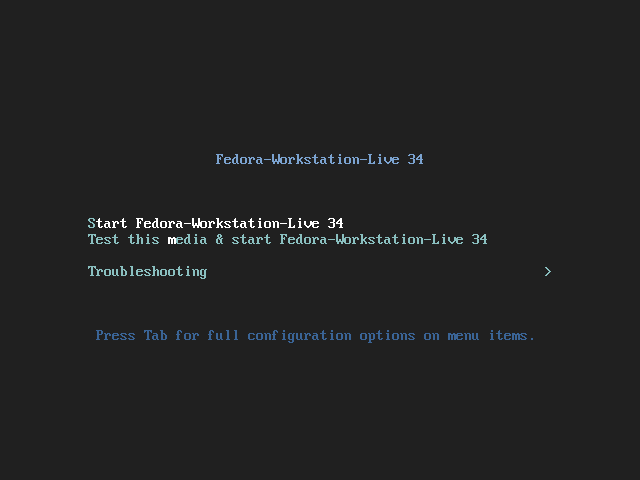 Fedora-Workstation-Live 34
Start Fedora-Workstation-Live 34
Test this media & start Fedora-Workstation-Live 34
Troubleshooting >
Press Tab for full configuration options on menu items.